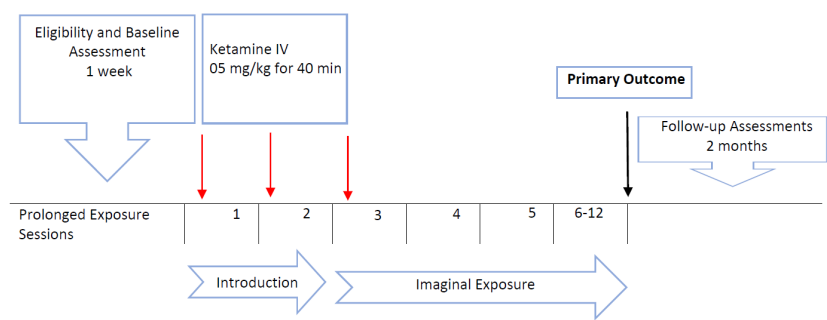 Eligibility and Baseline
Assessment
1 week
Ketamine IV
05 mg/kg for 40 min
Primary Outcome
Follow-up Assessments
2 months
Prolonged Exposure
Sessions
1
2
3
4
5
6-12
Introduction
Imaginal Exposure